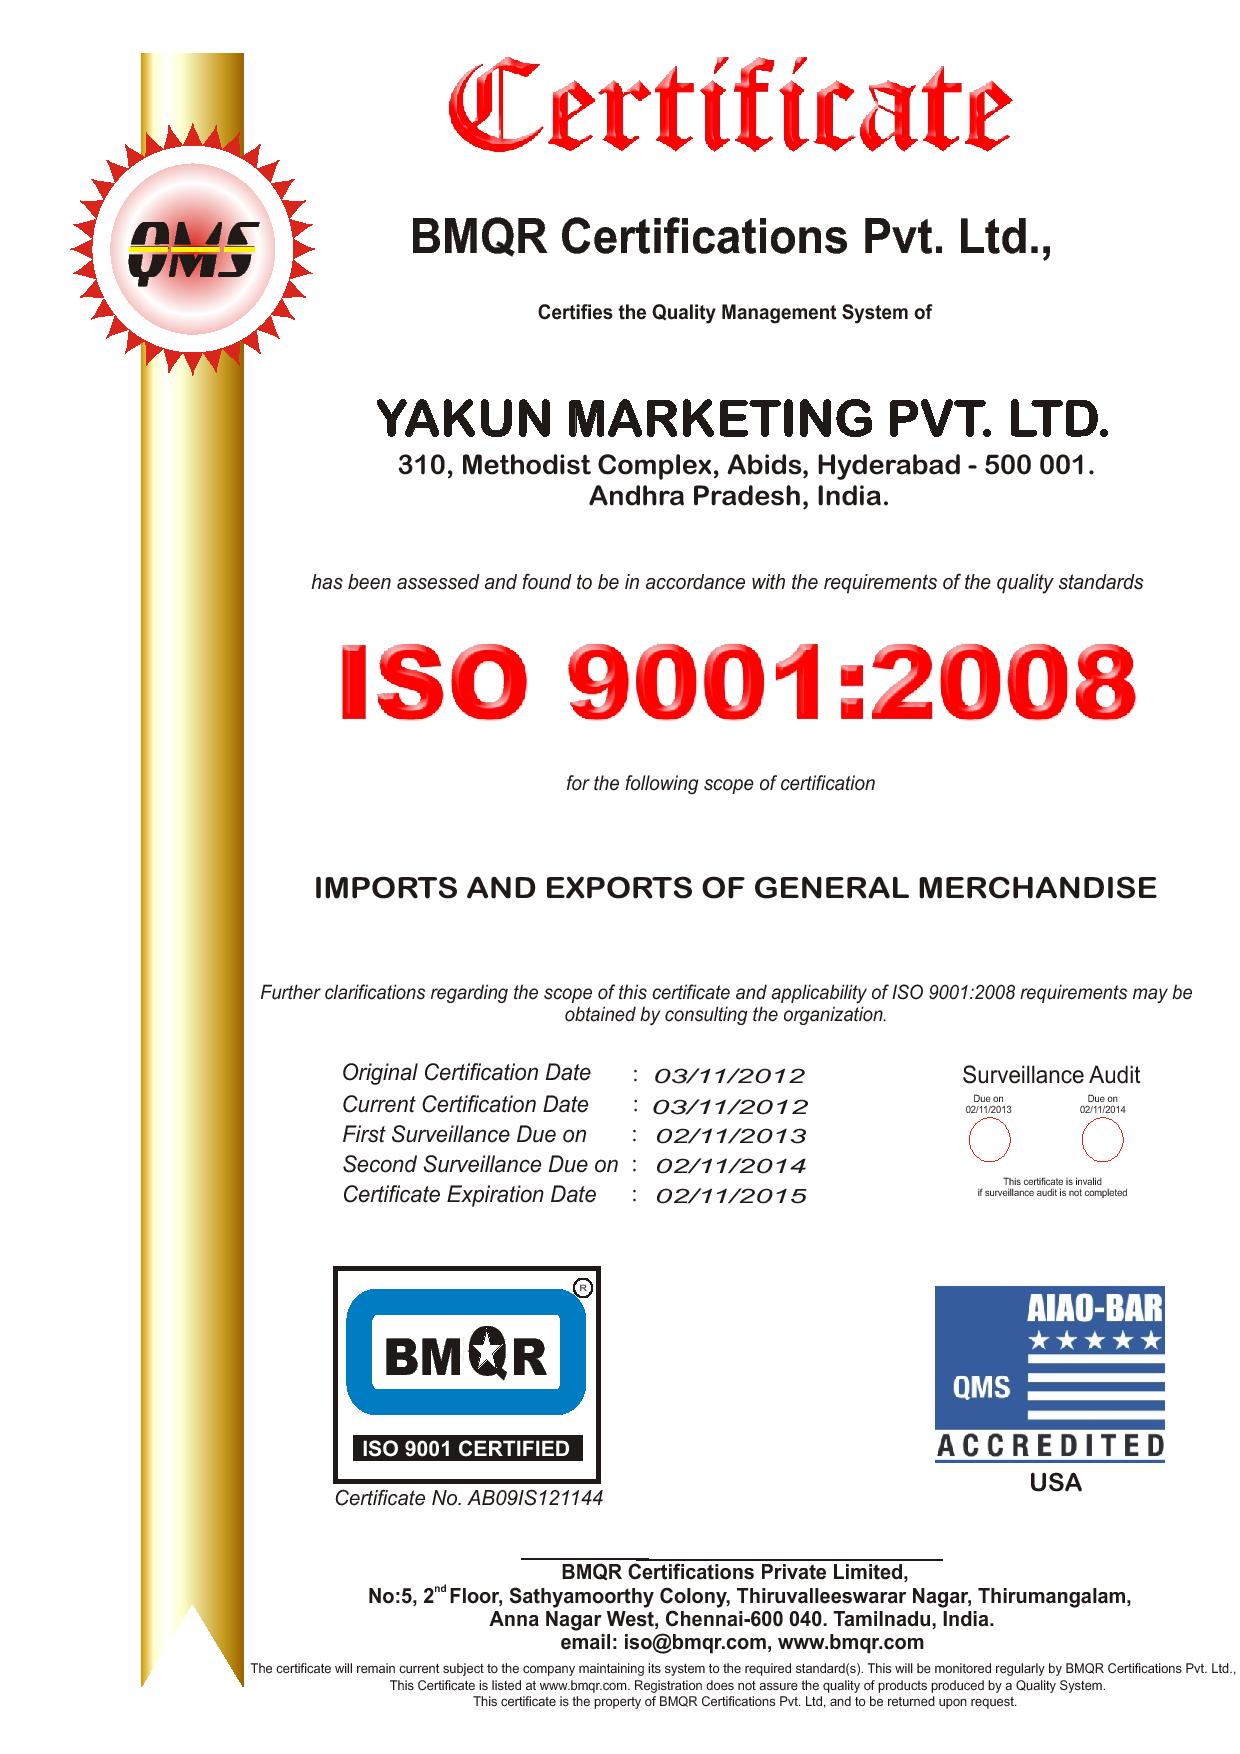 Certificate
QMS
BMQR Certifications Pvt. Ltd.,
Certifies the Quality Management System of
YAKUN MARKETING PVT. LTD.
310, Methodist Complex, Abids, Hyderabad - 500 001.
Andhra Pradesh, India.
has been assessed and found to be in accordance with the requirements of the quality standards
ISO 9001:2008
for the following scope of certification
IMPORTS AND EXPORTS OF GENERAL MERCHANDISE
Further clarifications regarding the scope of this certificate and applicability of ISO 9001:2008 requirements may be
obtained by consulting the organization.
Original Certification Date : 03/11/2012
Current Certification Date : 03/11/2012
First Surveillance Due on : 02/11/2013
Second Surveillance Due on : 02/11/2014
Certificate Expiration Date : 02/11/2015
Surveillance Audit
Due on Due on
02/11/2013 02/11/2014
This certificate is invalid
if surveillance audit is not completed
R
BMQR
ISO 9001 CERTIFIED
Certificate No. AB09IS121144
AIAO-BAR
QMS
ACCREDITED
USA
BMQR Certifications Private Limited,
No:5, 2nd Floor, Sathyamoorthy Colony, Thiruvalleeswarar Nagar, Thirumangalam,
Anna Nagar West, Chennai-600 040. Tamilnadu, India.
email: iso@bmqr.com, www.bmqr.com
The certificate will remain current subject to the company maintaining its system to the required standard(s). This will be monitored regularly by BMQR Certifications Pvt. Ltd.,
This Certificate is listed at www.bmqr.com. Registration does not assure the quality of products produced by a Quality System.
This certificate is the property of BMQR Certifications Pvt. Ltd, and to be returned upon request.